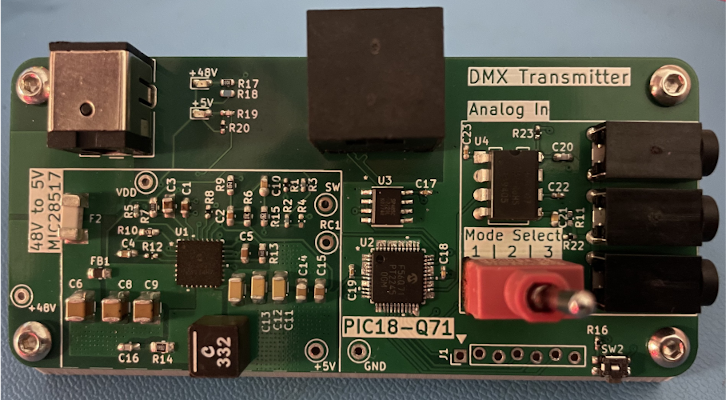 DMX Transmitter
Analog In
+48V
R17
R18
+5V
R19
R20
C23
U4
R23
C20
C22
R11
R22
48V to 5V
MIC28517
F2
VDD
C3
C1
R8
R9
C2
R6
C10
R1
R3
R15
R2
R4
SW
RC1
R7
R10
R12
U1
C4
FB1
C5
R13
C14
C15
C6
C8
C9
C13
C12
C11
+48V
C16
R14
C
332
+5V
U3
C17
U2
C19
C18
PIC18-Q71
GND
J1
Mode Select
1 | 2 | 3
R16
SW2